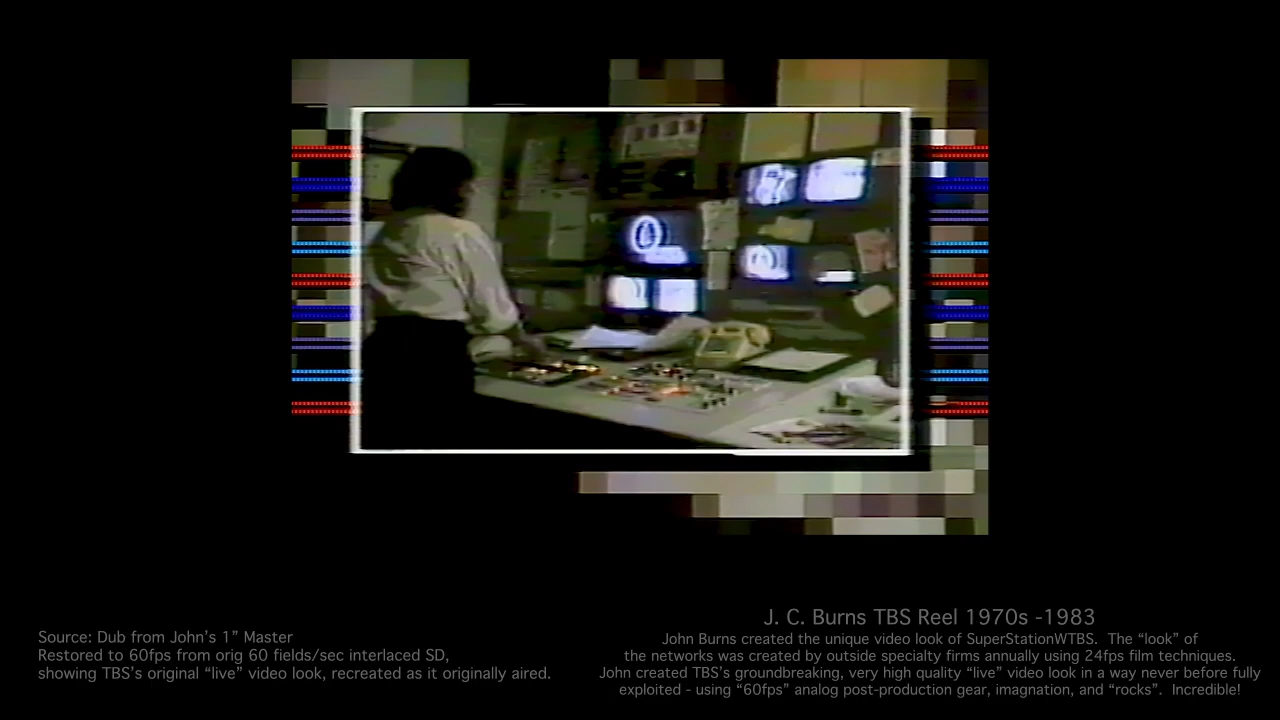 Source: Dub from John’s 1” Master
Restored to 60fps from orig 60 fields/sec interlaced SD,
showing TBS’s original “live” video look, recreated as it originally aired.
J. C. Burns TBS Reel 1970s -1983
John Burns created the unique video look of SuperStationWTBS.  The “look” of
the networks was created by outside specialty firms annually using 24fps film techniques.
John created TBS’s groundbreaking, very high quality “live” video look in a way never before fully
exploited - using “60fps” analog post-production gear, imagnation, and “rocks”.  Incredible!